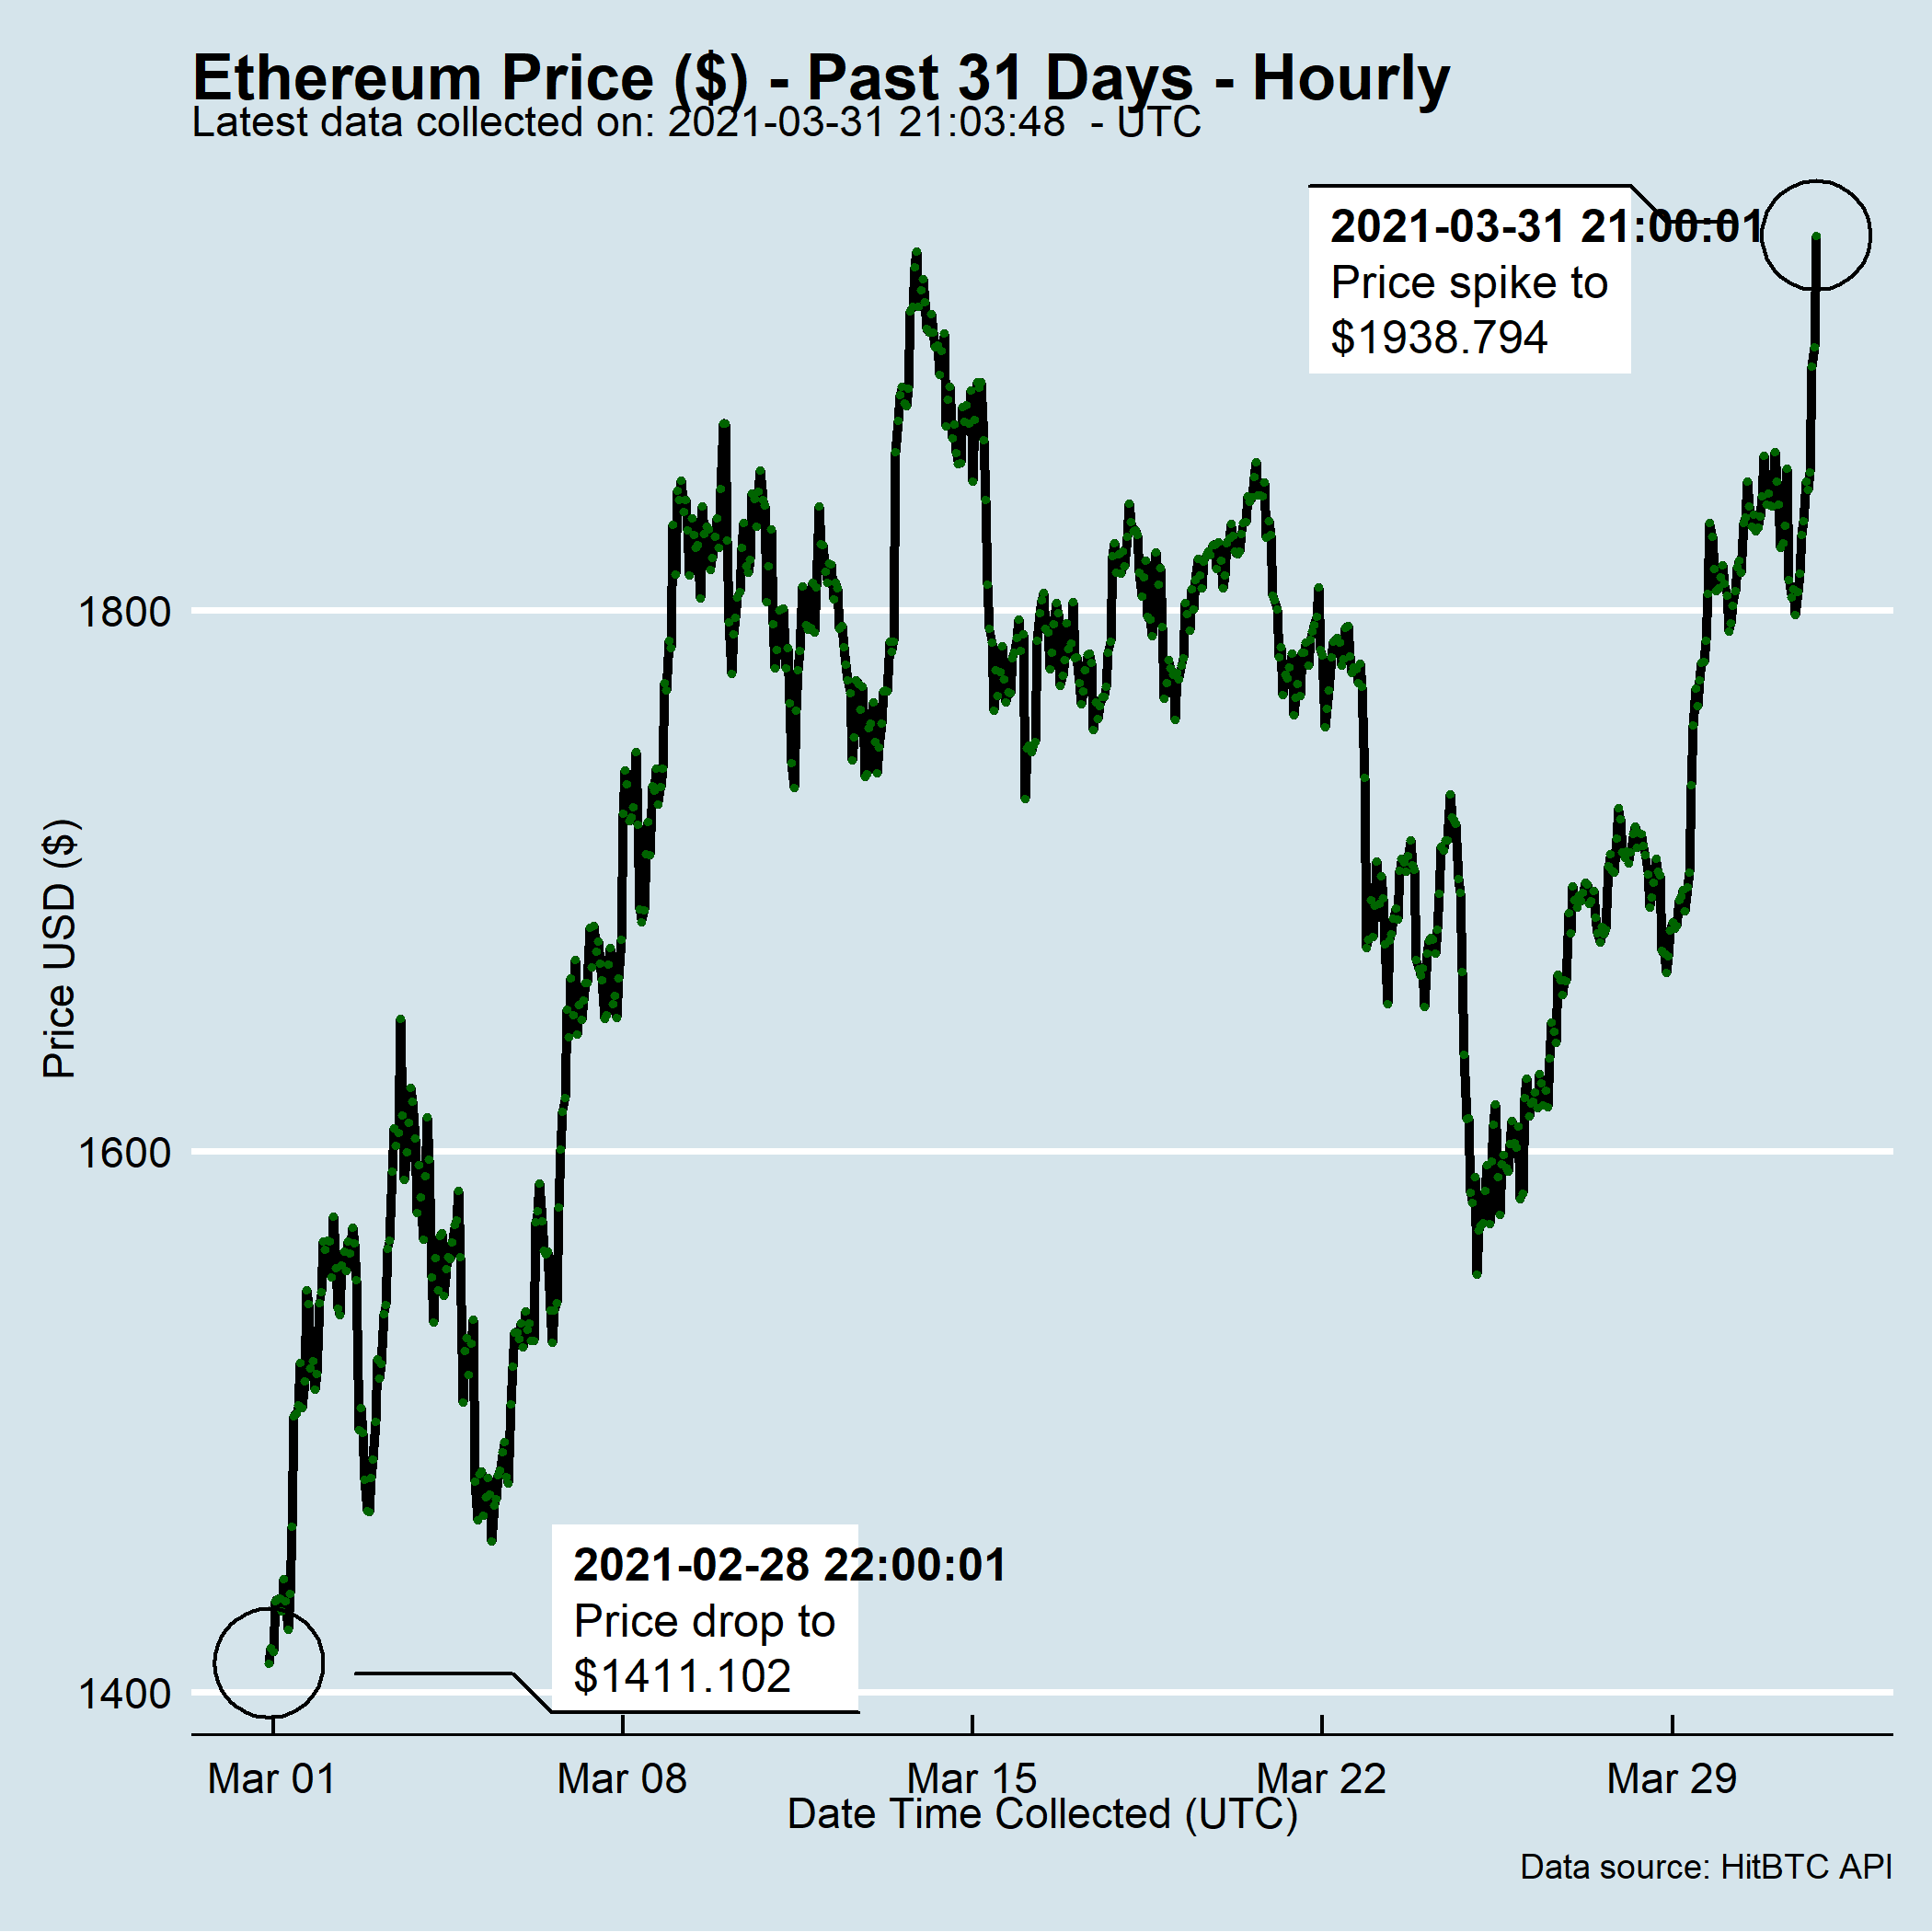 Ethereum Price ($) - Past 31 Days - Hourly
Latest data collected on: 2021-03-31 21:03:48  - UTC
2021-03-31 21:00:01
Price spike to
$1938.794
1800
Price USD ($)
1600
2021-02-28 22:00:01
Price drop to
$1411.102
1400
Mar 01 Mar 08 Mar 15 Mar 22 Mar 29
Date Time Collected (UTC)
Data source: HitBTC API